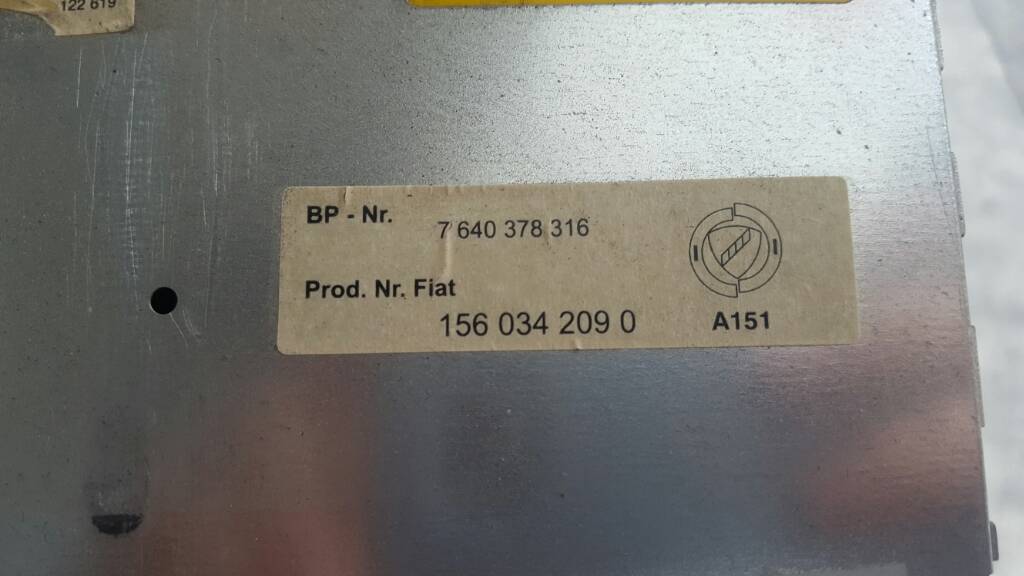 122 619
BP - Nr. 7 640 378 316
Prod. Nr. Fiat
156 034 209 0 A151